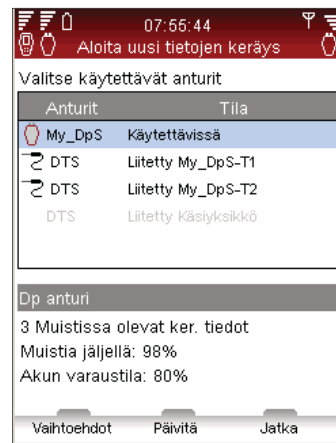 07:55:44
Aloita uusi tietojen keräys
Valitse käytettävät anturit
Anturit Tila
My_DpS Käytettävissä
DTS Liitetty My_DpS-T1
DTS Liitetty My_DpS-T2
DTS Liitetty Käsiyksikkö
Dp anturi
3 Muistissa olevat ker. tiedot
Muistia jäljellä: 98%
Akun varaustila: 80%
Vaihtoehdot Päivitä Jatka